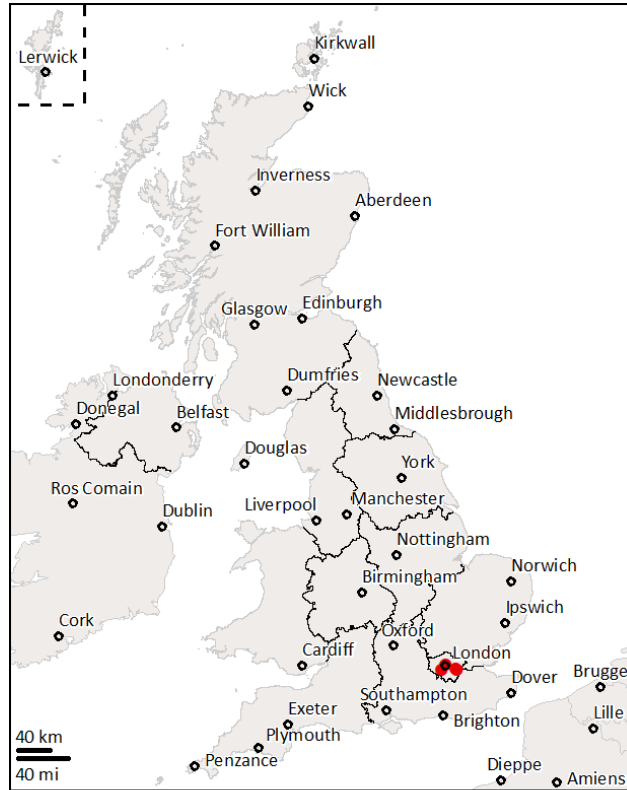 Kirkwall
Lerwick
Wick
Inverness
Aberdeen
Fort William
Glasgow
Edinburgh
Dumfries
Londonderry
Newcastle
Donegal
Belfast
Middlesbrough
Douglas
York
Ros Comain
Manchester
Liverpool
Dublin
Nottingham
Birmingham
Norwich
Ipswich
Cork
Oxford
London
Cardiff
Brugge
Dover
Southampton
Exeter
Lille
Brighton
Plymouth
40 km
Penzance
Dieppe
40 mi
Amiens